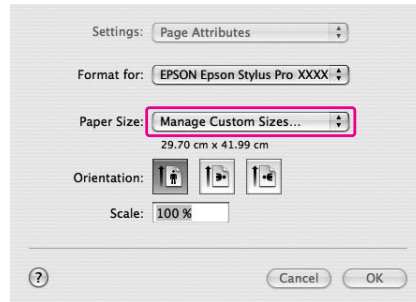 Settings: Page Attributes
Format for: EPSON Epson Stylus Pro XXXX
Paper Size: Manage Custom Sizes...
29.70 cm x 41.99 cm
Orientation:
Scale: 100 %
? Cancel OK